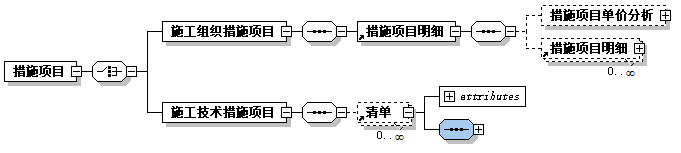 措施项目
施工组织措施项目
措施项目明细
措施项目单价分析
措施项目明细
0..∞
施工技术措施项目
清单
0..∞
attributes